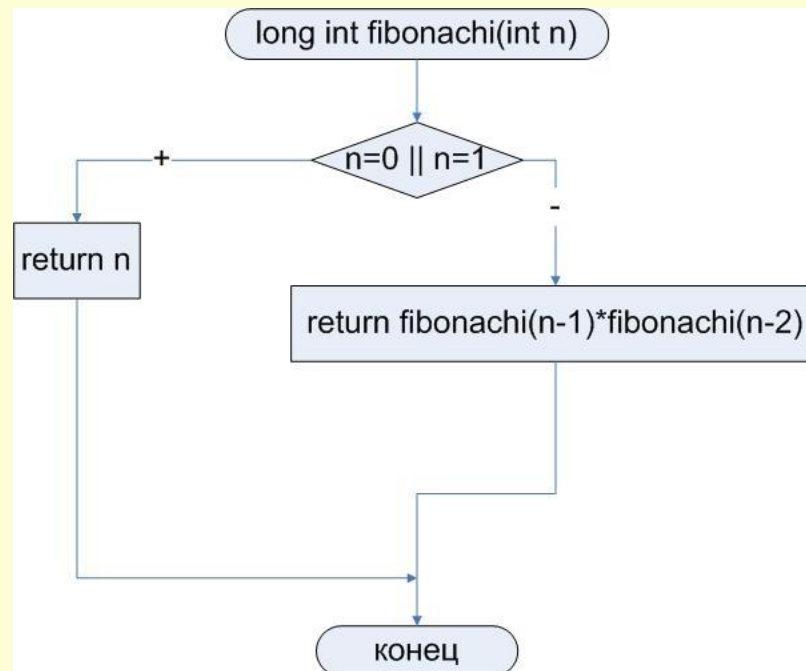 long int fibonachi(int n)
n=0 || n=1
+
-
return n
return fibonachi(n-1)*fibonachi(n-2)
конец